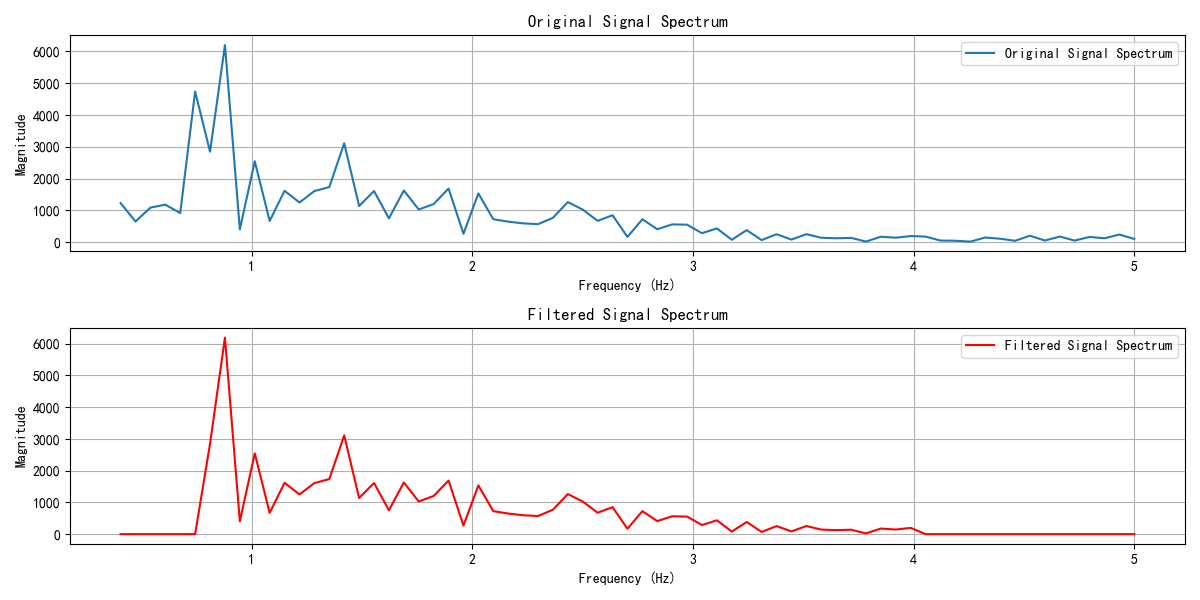 Original Signal Spectrum
Original Signal Spectrum
6000
5000
4000
3000
2000
1000
0
Magnitude
1 2 3 4 5
Frequency (Hz)
Filtered Signal Spectrum
Filtered Signal Spectrum
6000
5000
4000
3000
2000
1000
0
Magnitude
1 2 3 4 5
Frequency (Hz)